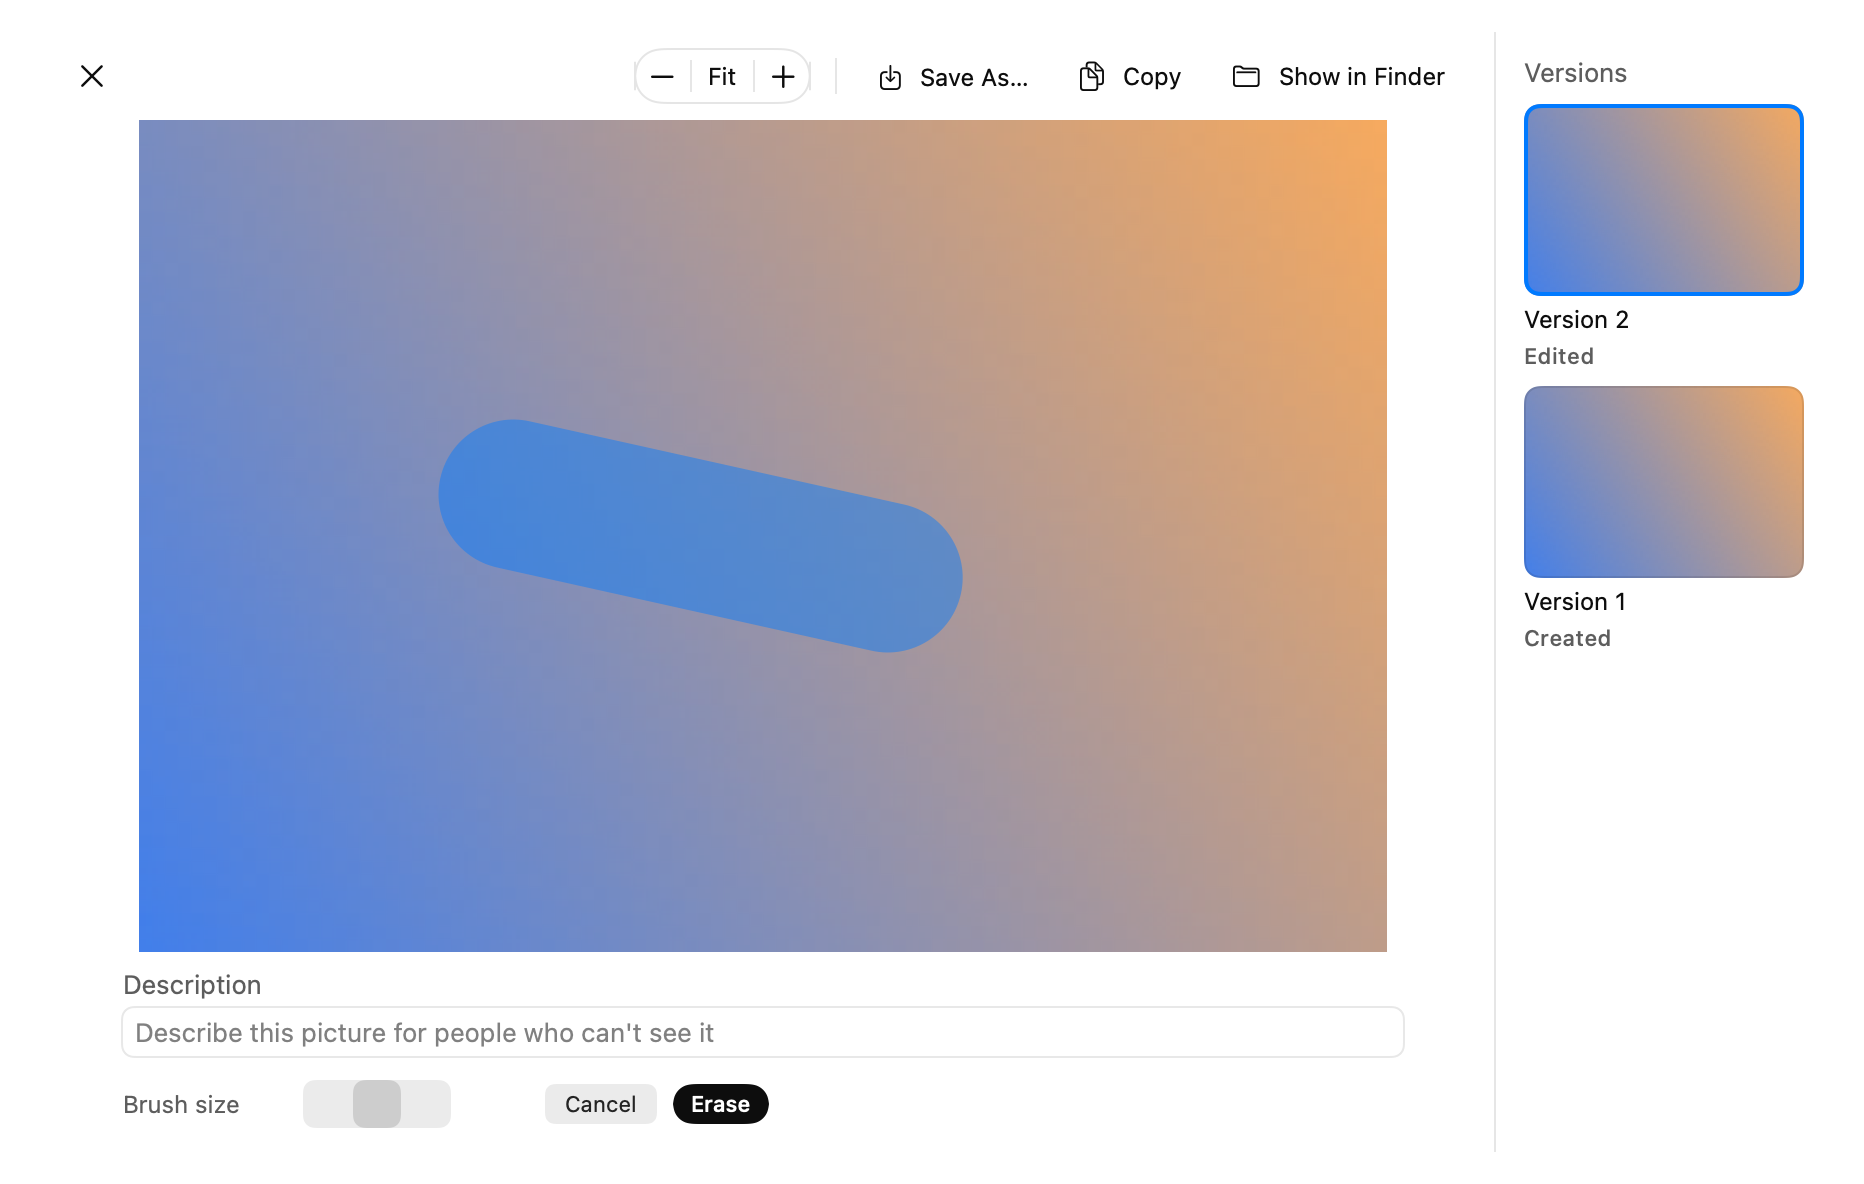 Fit
Save As...
Copy
Show in Finder
Versions
Version 2
Edited
Version 1
Created
Description
Describe this picture for people who can't see it
Brush size
Cancel
Erase